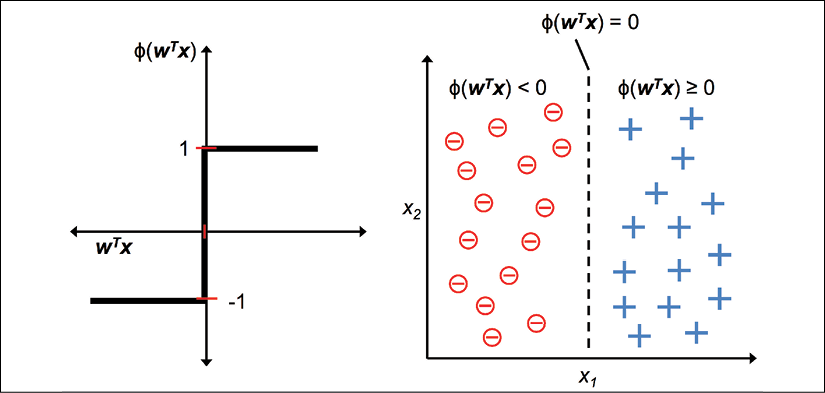 ϕ(wᵀx)
1
wᵀx
-1
ϕ(wᵀx) = 0
ϕ(wᵀx) < 0
ϕ(wᵀx) ≥ 0
x₂
x₁